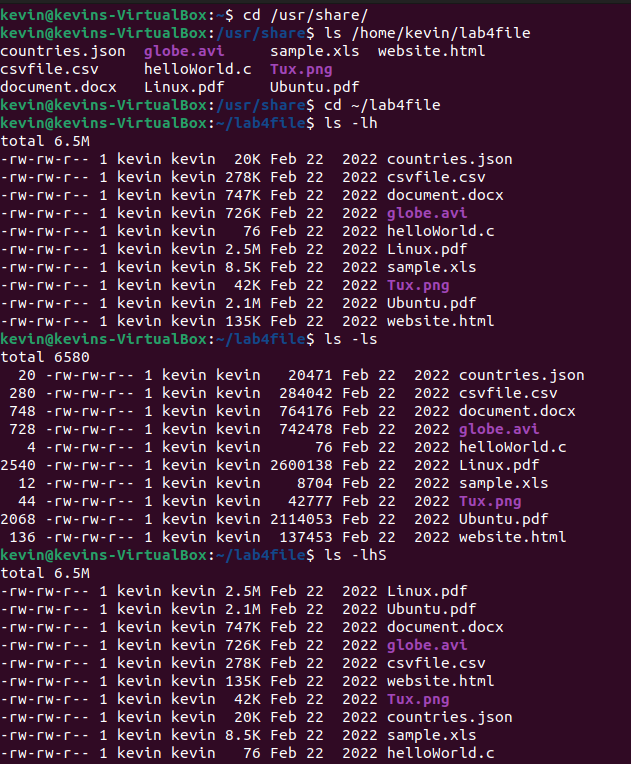 kevin@kevins-VirtualBox:~$ cd /usr/share/
kevin@kevins-VirtualBox:/usr/share$ ls /home/kevin/lab4file
countries.json  globe.avi     sample.xls  website.html
csvfile.csv     helloWorld.c  Tux.png
document.docx   Linux.pdf     Ubuntu.pdf
kevin@kevins-VirtualBox:/usr/share$ cd ~/lab4file
kevin@kevins-VirtualBox:~/lab4file$ ls -lh
total 6.5M
-rw-rw-r-- 1 kevin kevin  20K Feb 22  2022 countries.json
-rw-rw-r-- 1 kevin kevin 278K Feb 22  2022 csvfile.csv
-rw-rw-r-- 1 kevin kevin 747K Feb 22  2022 document.docx
-rw-rw-r-- 1 kevin kevin 726K Feb 22  2022 globe.avi
-rw-rw-r-- 1 kevin kevin   76 Feb 22  2022 helloWorld.c
-rw-rw-r-- 1 kevin kevin 2.5M Feb 22  2022 Linux.pdf
-rw-rw-r-- 1 kevin kevin 8.5K Feb 22  2022 sample.xls
-rw-rw-r-- 1 kevin kevin  42K Feb 22  2022 Tux.png
-rw-rw-r-- 1 kevin kevin 2.1M Feb 22  2022 Ubuntu.pdf
-rw-rw-r-- 1 kevin kevin 135K Feb 22  2022 website.html
kevin@kevins-VirtualBox:~/lab4file$ ls -ls
total 6580
  20 -rw-rw-r-- 1 kevin kevin   20471 Feb 22  2022 countries.json
 280 -rw-rw-r-- 1 kevin kevin  284042 Feb 22  2022 csvfile.csv
 748 -rw-rw-r-- 1 kevin kevin  764176 Feb 22  2022 document.docx
 728 -rw-rw-r-- 1 kevin kevin  742478 Feb 22  2022 globe.avi
   4 -rw-rw-r-- 1 kevin kevin      76 Feb 22  2022 helloWorld.c
2540 -rw-rw-r-- 1 kevin kevin 2600138 Feb 22  2022 Linux.pdf
  12 -rw-rw-r-- 1 kevin kevin    8704 Feb 22  2022 sample.xls
  44 -rw-rw-r-- 1 kevin kevin   42777 Feb 22  2022 Tux.png
2068 -rw-rw-r-- 1 kevin kevin 2114053 Feb 22  2022 Ubuntu.pdf
 136 -rw-rw-r-- 1 kevin kevin  137453 Feb 22  2022 website.html
kevin@kevins-VirtualBox:~/lab4file$ ls -lhS
total 6.5M
-rw-rw-r-- 1 kevin kevin 2.5M Feb 22  2022 Linux.pdf
-rw-rw-r-- 1 kevin kevin 2.1M Feb 22  2022 Ubuntu.pdf
-rw-rw-r-- 1 kevin kevin 747K Feb 22  2022 document.docx
-rw-rw-r-- 1 kevin kevin 726K Feb 22  2022 globe.avi
-rw-rw-r-- 1 kevin kevin 278K Feb 22  2022 csvfile.csv
-rw-rw-r-- 1 kevin kevin 135K Feb 22  2022 website.html
-rw-rw-r-- 1 kevin kevin  42K Feb 22  2022 Tux.png
-rw-rw-r-- 1 kevin kevin  20K Feb 22  2022 countries.json
-rw-rw-r-- 1 kevin kevin 8.5K Feb 22  2022 sample.xls
-rw-rw-r-- 1 kevin kevin   76 Feb 22  2022 helloWorld.c